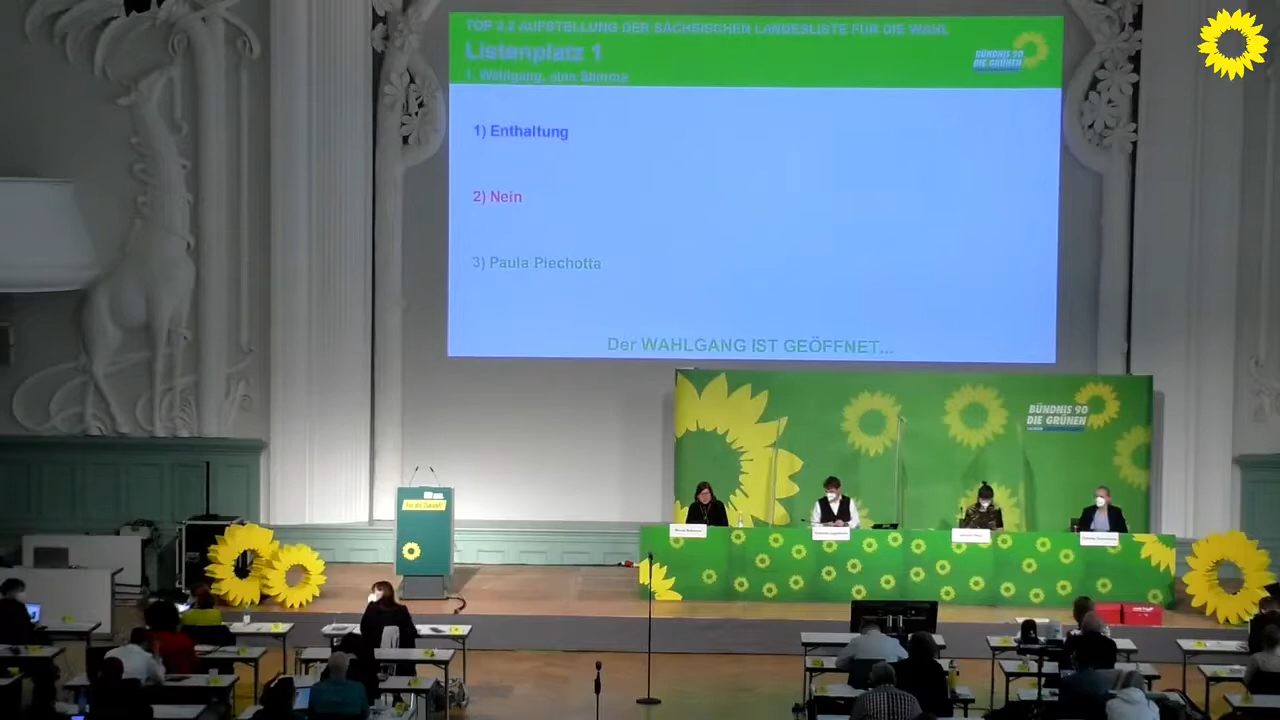 TOP 3.2 AUFSTELLUNG DER SÄCHSISCHEN LANDESLISTE FÜR DIE WAHL
Listenplatz 1
1. Wahlgang, eine Stimme
BÜNDNIS 90
DIE GRÜNEN
1) Enthaltung
2) Nein
3) Paula Piechotta
Der WAHLGANG IST GEÖFFNET...
BÜNDNIS 90
DIE GRÜNEN